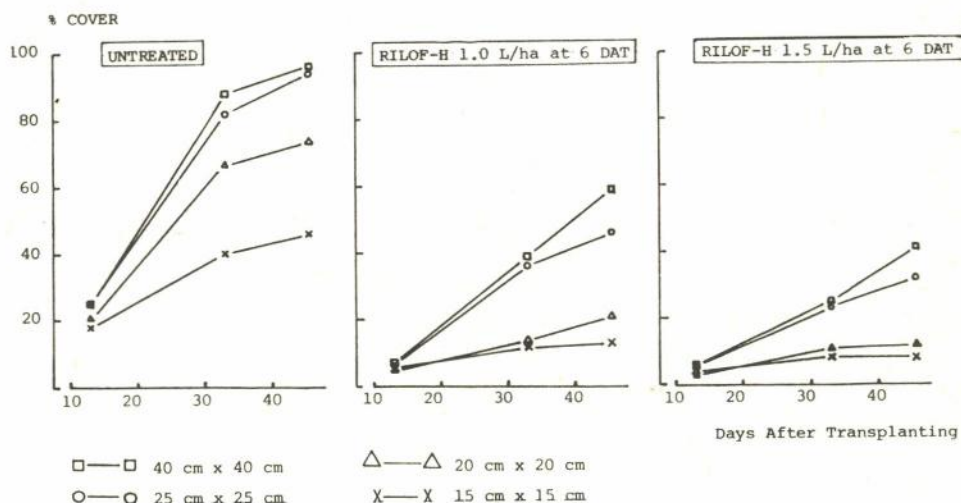 % COVER
UNTREATED
RILOF-H 1.0 L/ha at 6 DAT
RILOF-H 1.5 L/ha at 6 DAT
100
80
60
40
20
10 20 30 40
10 20 30 40
10 20 30 40
Days After Transplanting
40 cm x 40 cm
20 cm x 20 cm
25 cm x 25 cm
15 cm x 15 cm